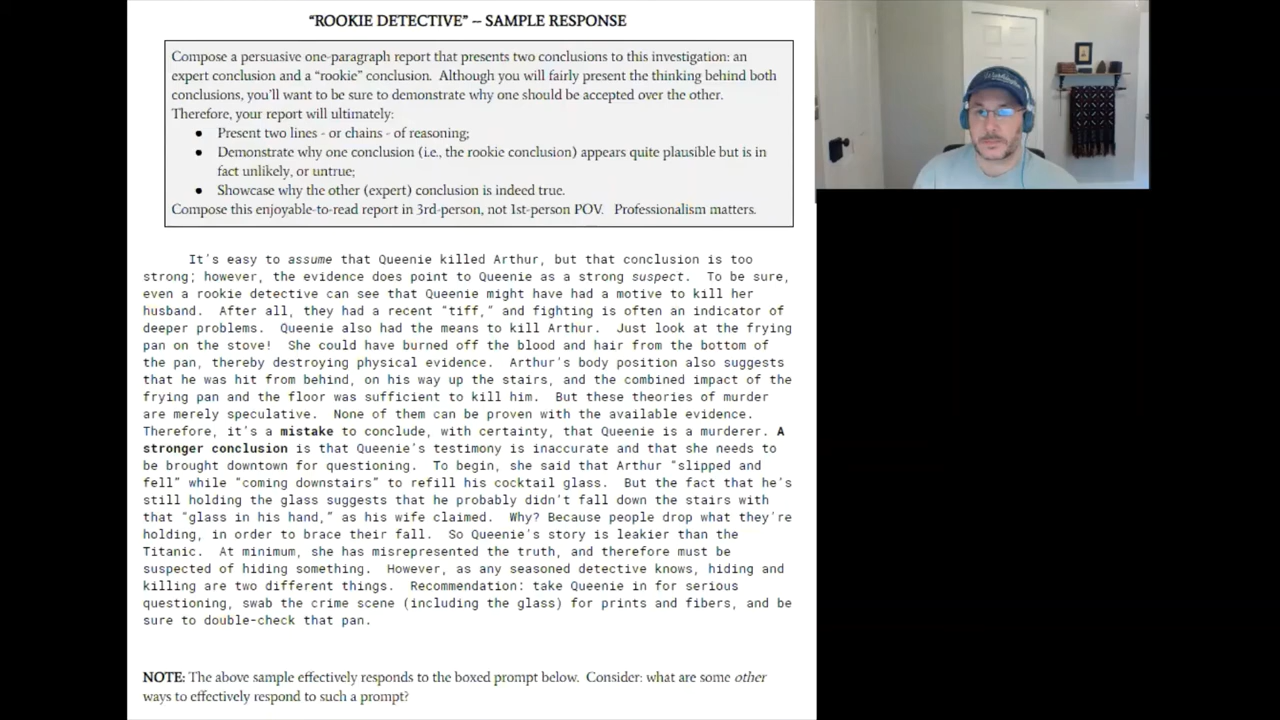 “ROOKIE DETECTIVE” -- SAMPLE RESPONSE
Compose a persuasive one-paragraph report that presents two conclusions to this investigation: an
expert conclusion and a “rookie” conclusion.  Although you will fairly present the thinking behind both
conclusions, you’ll want to be sure to demonstrate why one should be accepted over the other.
Therefore, your report will ultimately:
● Present two lines - or chains - of reasoning;
● Demonstrate why one conclusion (i.e., the rookie conclusion) appears quite plausible but is in
fact unlikely, or untrue;
● Showcase why the other (expert) conclusion is indeed true.
Compose this enjoyable-to-read report in 3rd-person, not 1st-person POV.  Professionalism matters.
It’s easy to assume that Queenie killed Arthur, but that conclusion is too
strong; however, the evidence does point to Queenie as a strong suspect.  To be sure,
even a rookie detective can see that Queenie might have had a motive to kill her
husband.  After all, they had a recent “tiff,” and fighting is often an indicator of
deeper problems.  Queenie also had the means to kill Arthur.  Just look at the frying
pan on the stove!  She could have burned off the blood and hair from the bottom of
the pan, thereby destroying physical evidence.  Arthur’s body position also suggests
that he was hit from behind, on his way up the stairs, and the combined impact of the
frying pan and the floor was sufficient to kill him.  But these theories of murder
are merely speculative.  None of them can be proven with the available evidence.
Therefore, it’s a mistake to conclude, with certainty, that Queenie is a murderer. A
stronger conclusion is that Queenie’s testimony is inaccurate and that she needs to
be brought downtown for questioning.  To begin, she said that Arthur “slipped and
fell” while “coming downstairs” to refill his cocktail glass.  But the fact that he’s
still holding the glass suggests that he probably didn’t fall down the stairs with
that “glass in his hand,” as his wife claimed.  Why? Because people drop what they’re
holding, in order to brace their fall.  So Queenie’s story is leakier than the
Titanic.  At minimum, she has misrepresented the truth, and therefore must be
suspected of hiding something.  However, as any seasoned detective knows, hiding and
killing are two different things.  Recommendation: take Queenie in for serious
questioning, swab the crime scene (including the glass) for prints and fibers, and be
sure to double-check that pan.
NOTE: The above sample effectively responds to the boxed prompt below.  Consider: what are some other
ways to effectively respond to such a prompt?